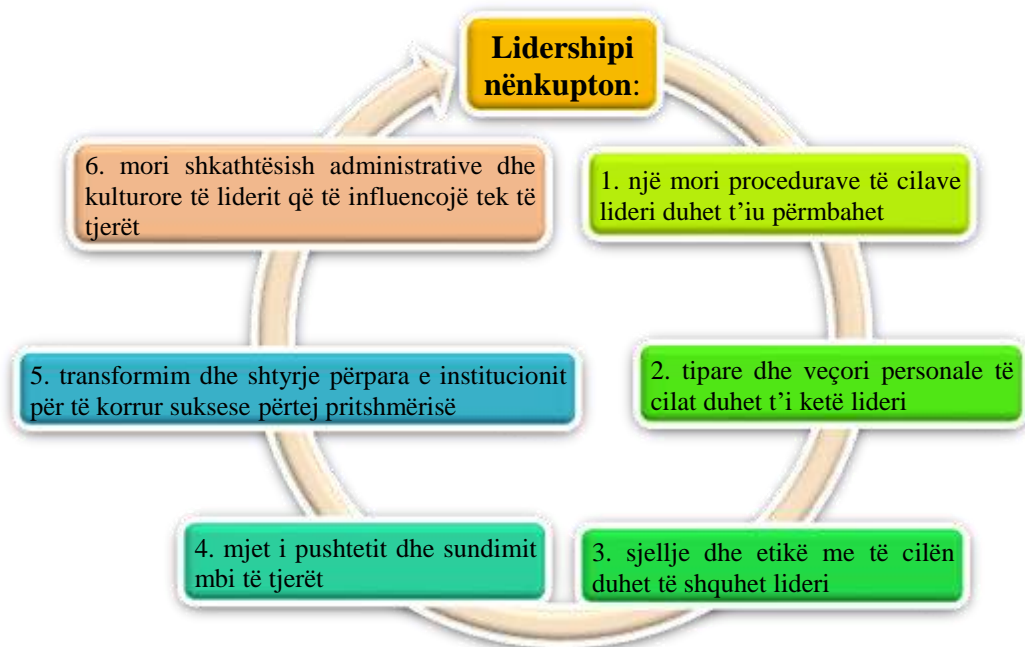 Lidershipi
nënkupton:
1. një mori procedurave të cilave
lideri duhet t’iu përmbahet
2. tipare dhe veçori personale të
cilat duhet t’i ketë lideri
3. sjellje dhe etikë me të cilën
duhet të shquhet lideri
4. mjet i pushtetit dhe sundimit
mbi të tjerët
5. transformim dhe shtyrje përpara e institucionit
për të korrur suksese përtej pritshmërisë
6. mori shkathtësish administrative dhe
kulturore të liderit që të influencojë tek të
tjerët